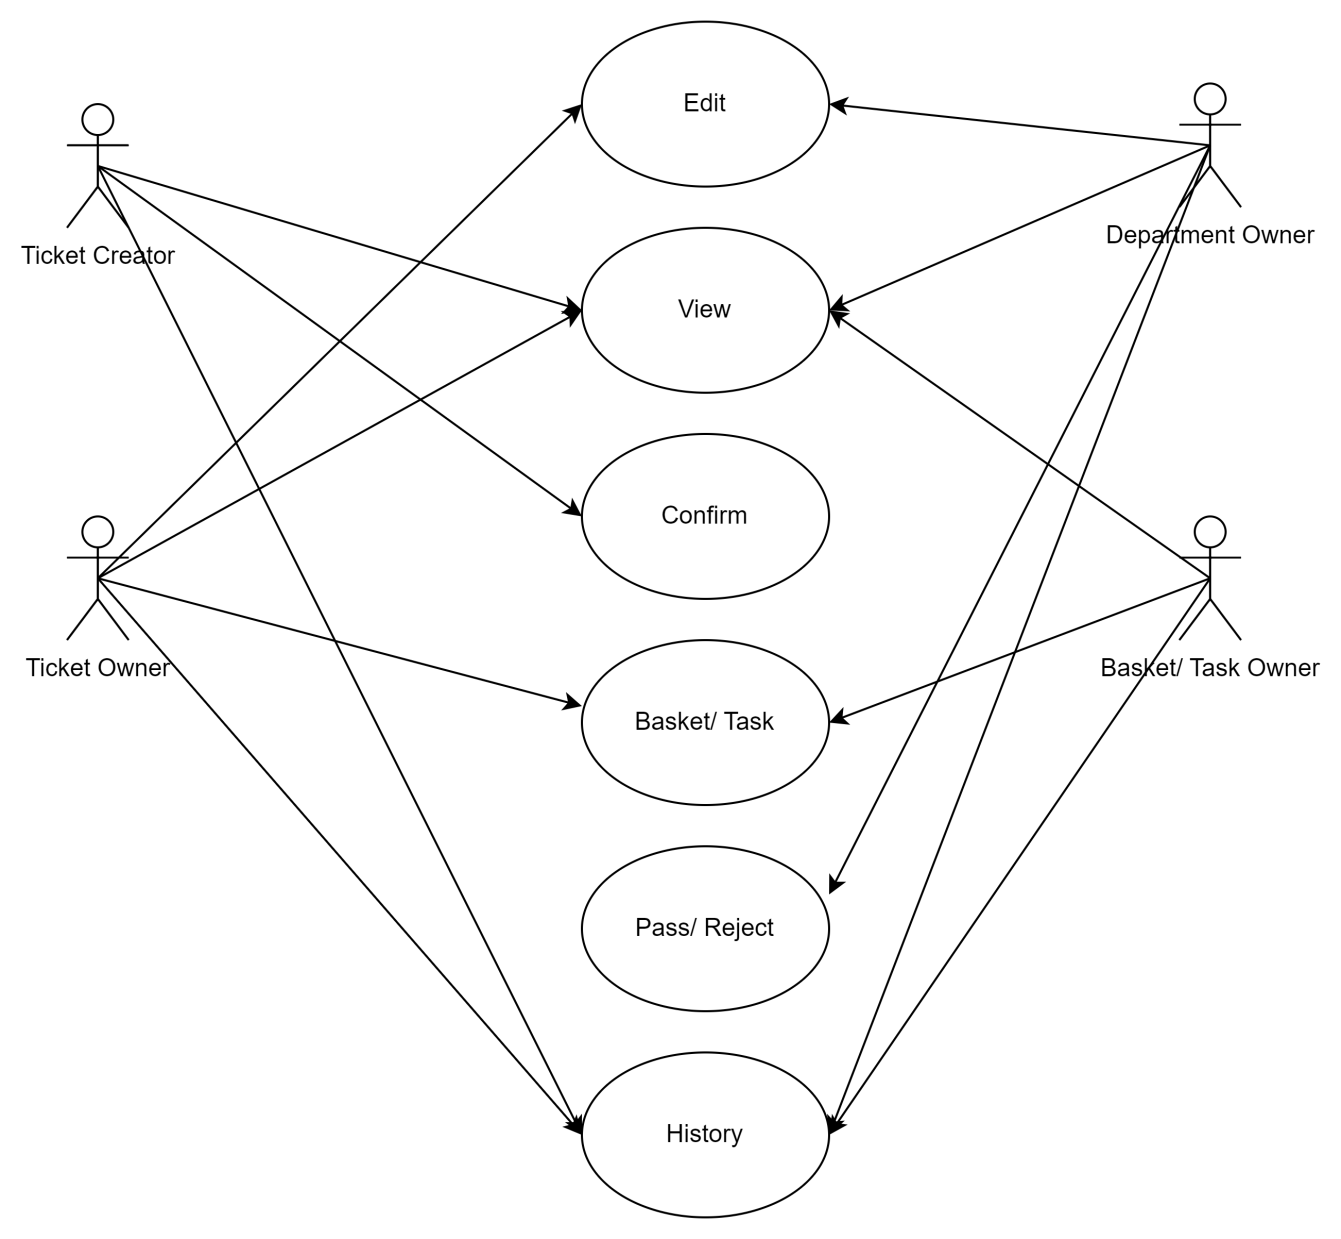 Edit
Ticket Creator
Department Owner
View
Confirm
Ticket Owner
Basket/ Task Owner
Basket/ Task
Pass/ Reject
History